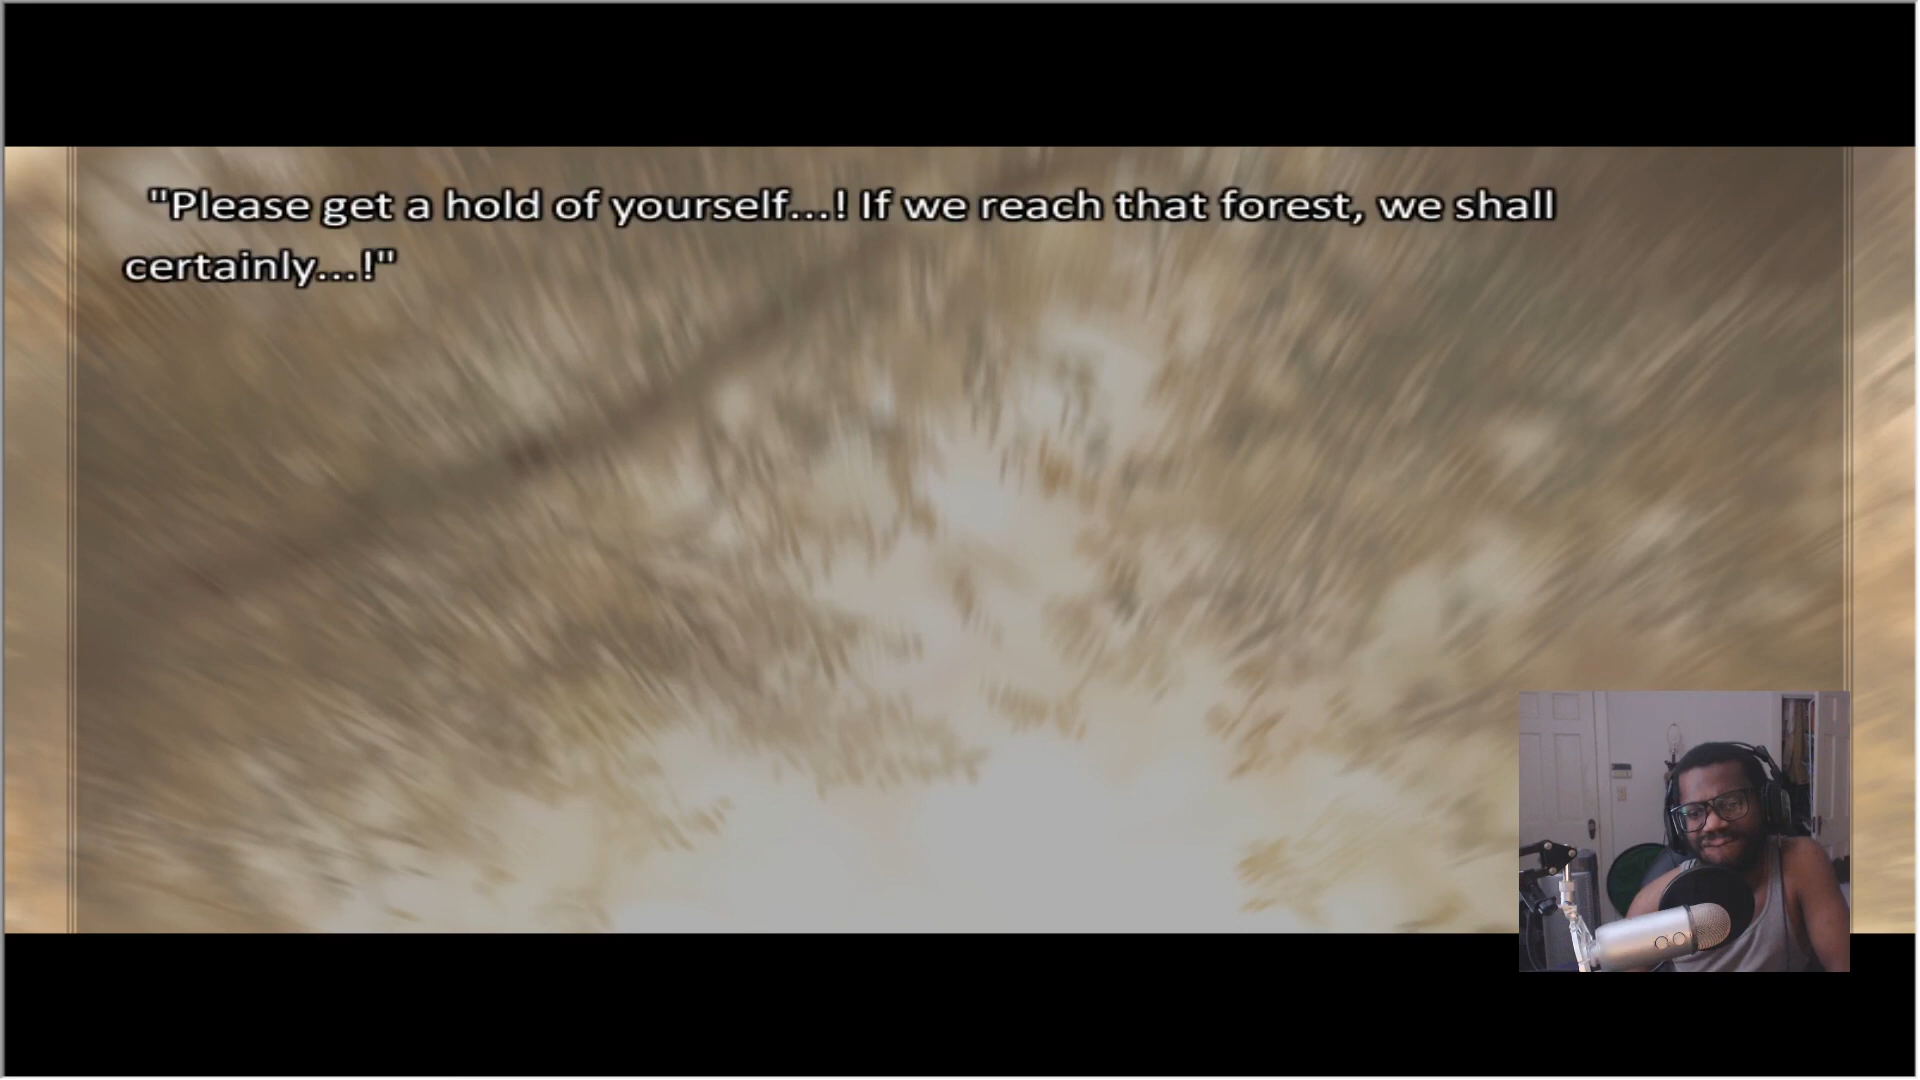 "Please get a hold of yourself...! If we reach that forest, we shall
certainly...!"